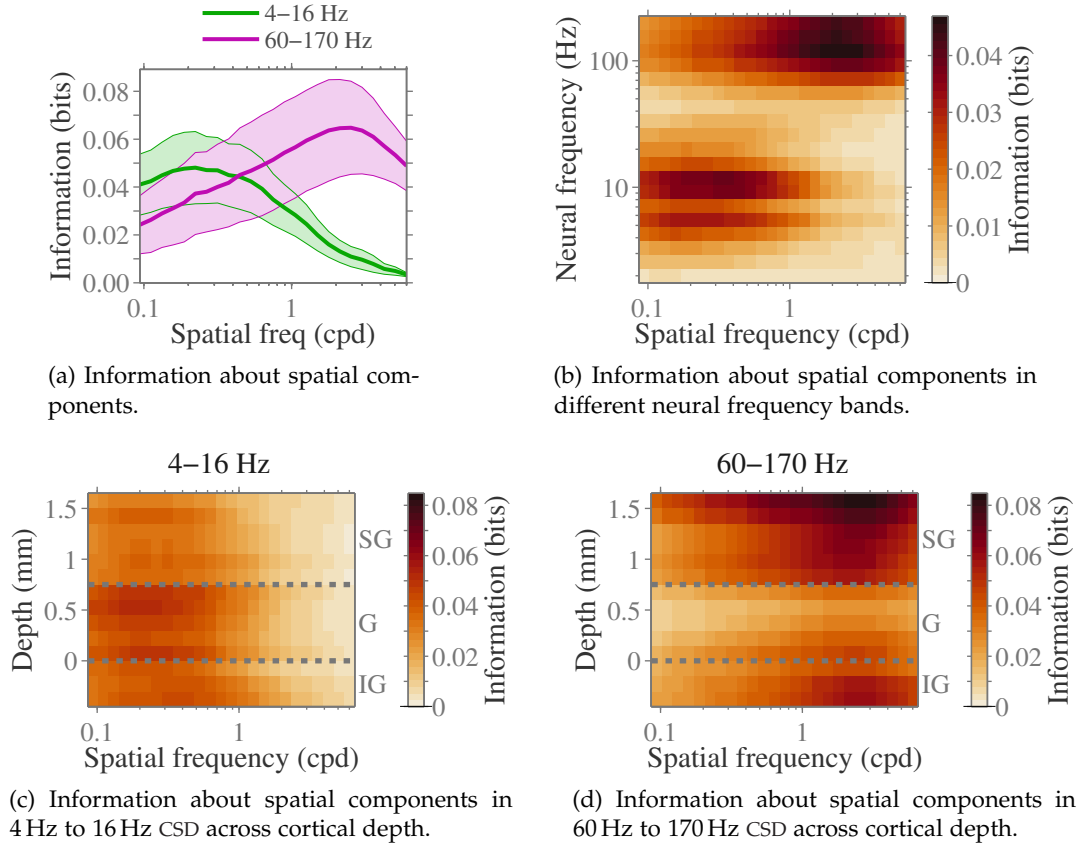 4–16 Hz
60–170 Hz
Information (bits)
0.08
0.06
0.04
0.02
0.00
0.1
1
Spatial freq (cpd)
(a) Information about spatial com-
ponents.
Neural frequency (Hz)
100
10
0.1
1
Spatial frequency (cpd)
0.04
0.03
0.02
0.01
0
Information (bits)
(b) Information about spatial components in
different neural frequency bands.
4–16 Hz
Depth (mm)
1.5
1
0.5
0
SG
G
IG
0.1
1
Spatial frequency (cpd)
0.08
0.06
0.04
0.02
0
Information (bits)
(c) Information about spatial components in
4 Hz to 16 Hz CSD across cortical depth.
60–170 Hz
Depth (mm)
1.5
1
0.5
0
SG
G
IG
0.1
1
Spatial frequency (cpd)
0.08
0.06
0.04
0.02
0
Information (bits)
(d) Information about spatial components in
60 Hz to 170 Hz CSD across cortical depth.